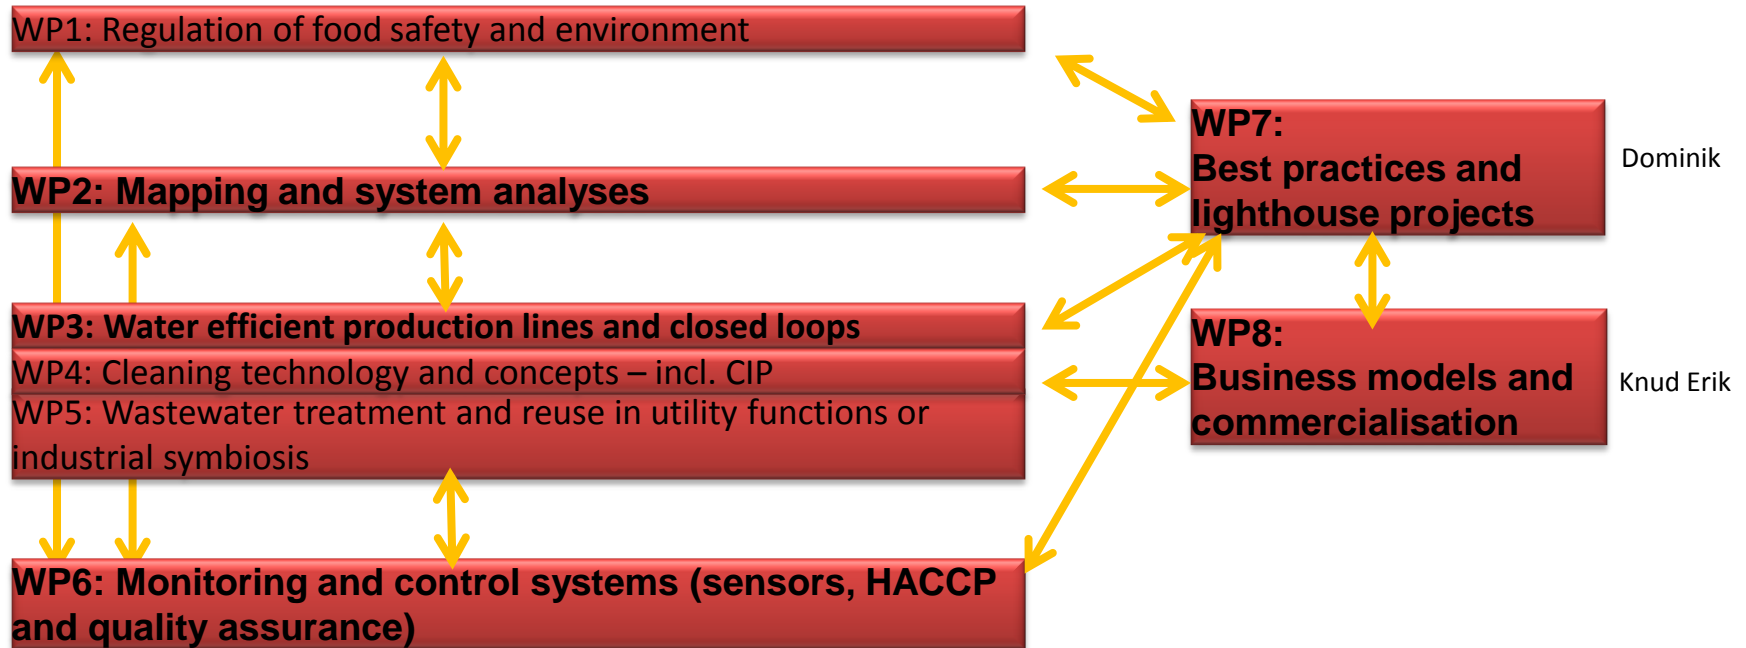 WP1: Regulation of food safety and environment
WP2: Mapping and system analyses
WP3: Water efficient production lines and closed loops
WP4: Cleaning technology and concepts – incl. CIP
WP5: Wastewater treatment and reuse in utility functions or
industrial symbiosis
WP6: Monitoring and control systems (sensors, HACCP
and quality assurance)
WP7:
Best practices and
lighthouse projects
Dominik
WP8:
Business models and
commercialisation
Knud Erik